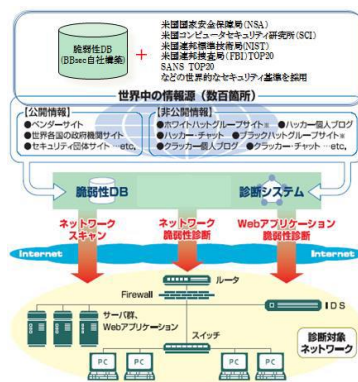 脆弱性DB
(BBsec自社構築)
+
米国国家安全保障局(NSA)
米国コンピュータセキュリティ研究所(SCI)
米国連邦標準技術局(NIST)
米国連邦捜査局(FBI)TOP20
SANS TOP20
などの世界的なセキュリティ基準を採用
世界中の情報源(数百箇所)
【公開情報】
●ベンダーサイト
●世界各国の政府機関サイト
●セキュリティ団体サイト …etc,
【非公開情報】
●ホワイトハットグループサイト※ ●ハッカー個人ブログ
●ハッカー・チャット ●ブラックハットグループサイト※
●クラッカー個人ブログ ●クラッカー・チャット …etc,
脆弱性DB
診断システム
ネットワーク
スキャン
ネットワーク
脆弱性診断
Webアプリケーション
脆弱性診断
Internet
Internet
ルータ
Firewall
IDS
サーバ群、
Webアプリケーション
スイッチ
診断対象
ネットワーク
PC
PC
PC
PC